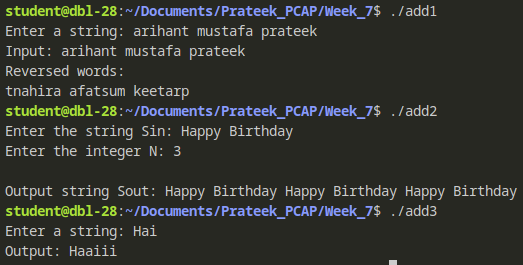 student@dbl-28:~/Documents/Prateek_PCAP/Week_7$ ./add1
Enter a string: arihant mustafa prateek
Input: arihant mustafa prateek
Reversed words:
tnahira afatsum keetarp
student@dbl-28:~/Documents/Prateek_PCAP/Week_7$ ./add2
Enter the string Sin: Happy Birthday
Enter the integer N: 3
Output string Sout: Happy Birthday Happy Birthday Happy Birthday
student@dbl-28:~/Documents/Prateek_PCAP/Week_7$ ./add3
Enter a string: Hai
Output: Haaiii